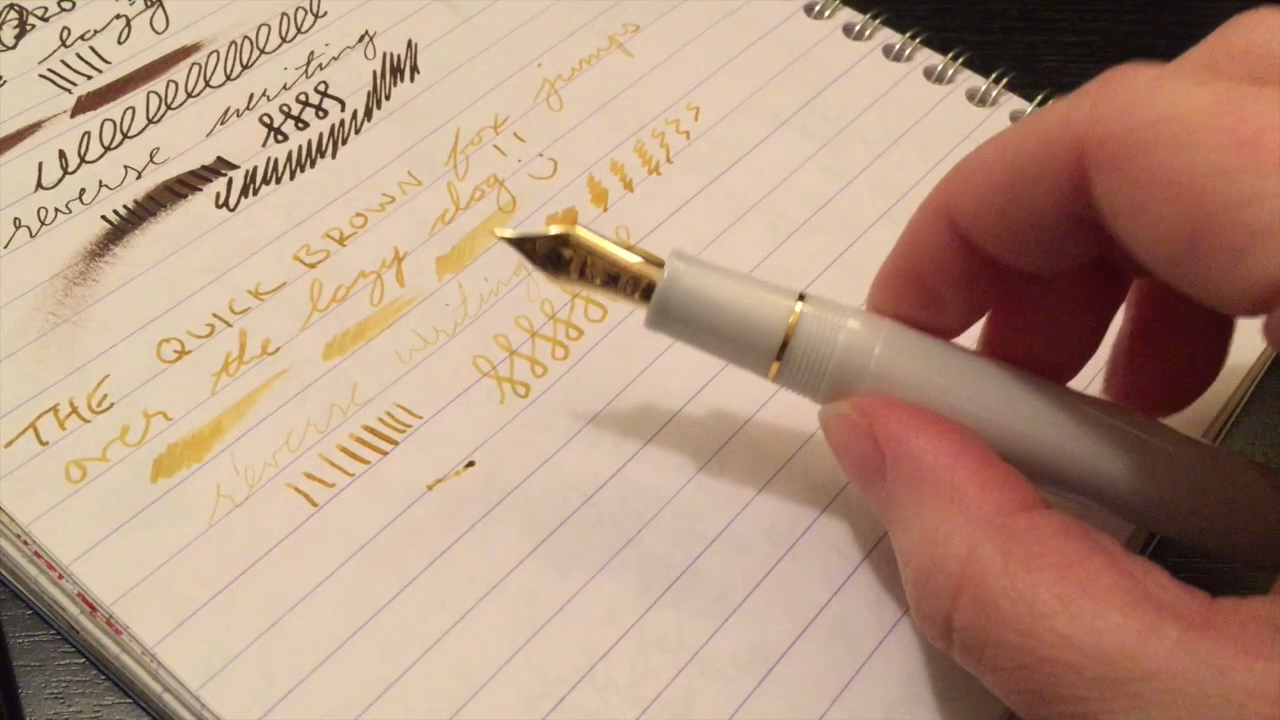 lazy
reverse writing
THE QUICK BROWN fox jumps
over the lazy dog!! :)
reverse writing